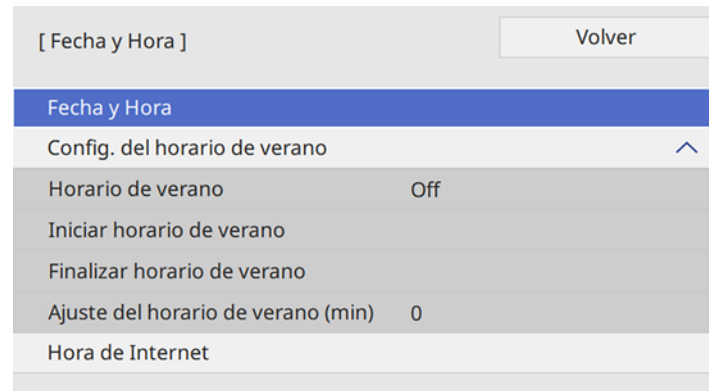 [ Fecha y Hora ] Volver
Fecha y Hora
Config. del horario de verano
Horario de verano Off
Iniciar horario de verano
Finalizar horario de verano
Ajuste del horario de verano (min) 0
Hora de Internet